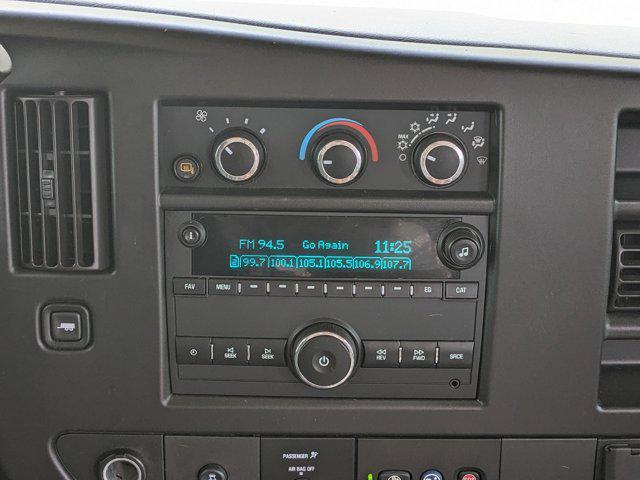 MAX
FM 94.5 Go Again 11:25
99.7 100.1 105.1 105.5 106.9 107.7
FAV MENU EQ CAT
SEEK SEEK REV FWD SRCE
PASSENGER
AIR BAG OFF